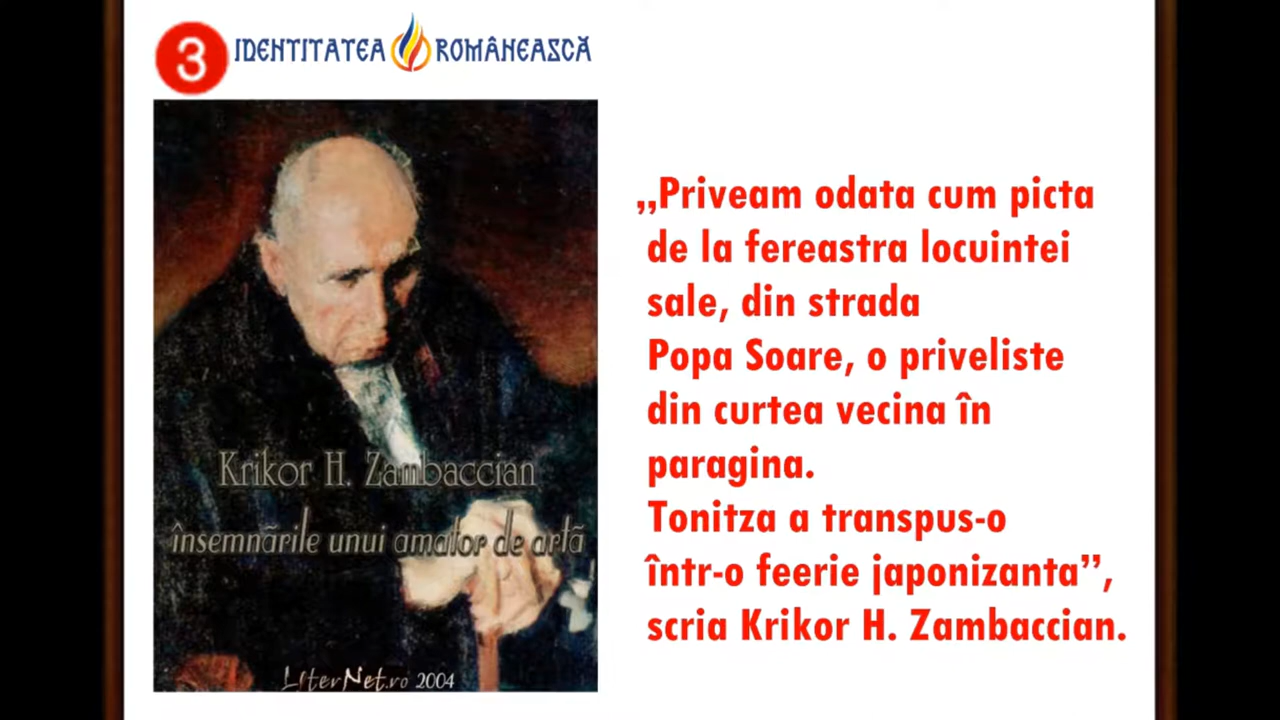 3
IDENTITATEA ROMÂNEASCĂ
Krikor H. Zambaccian
însemnările unui amator de artă
LiterNet.ro 2004
„Priveam odata cum picta
de la fereastra locuintei
sale, din strada
Popa Soare, o priveliste
din curtea vecina în
paragina.
Tonitza a transpus-o
într-o feerie japonizanta”,
scria Krikor H. Zambaccian.